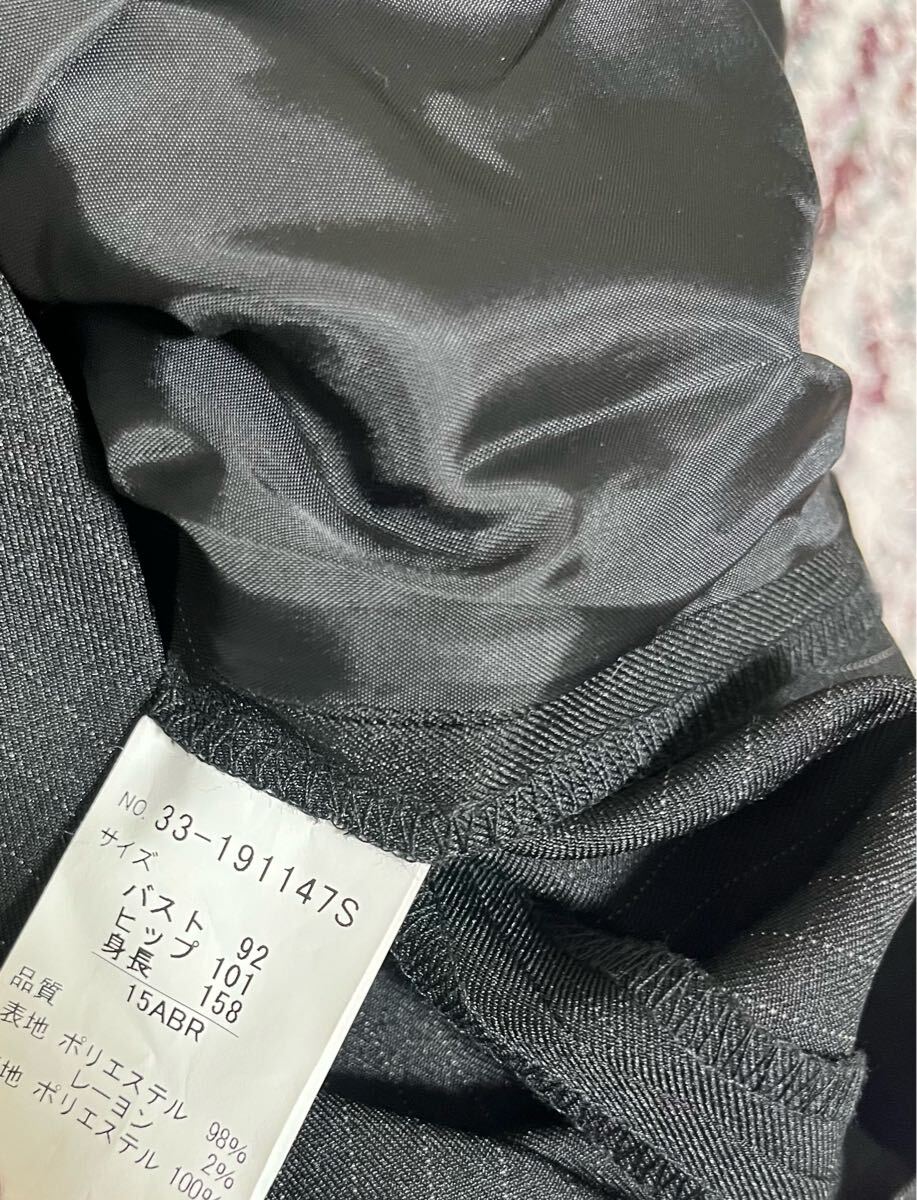 NO. 33-191147S
サイズ
バスト 92
ヒップ 101
身長 158
15ABR
品質
表地 ポリエステル 98%
レーヨン 2%
地 ポリエステル 100%